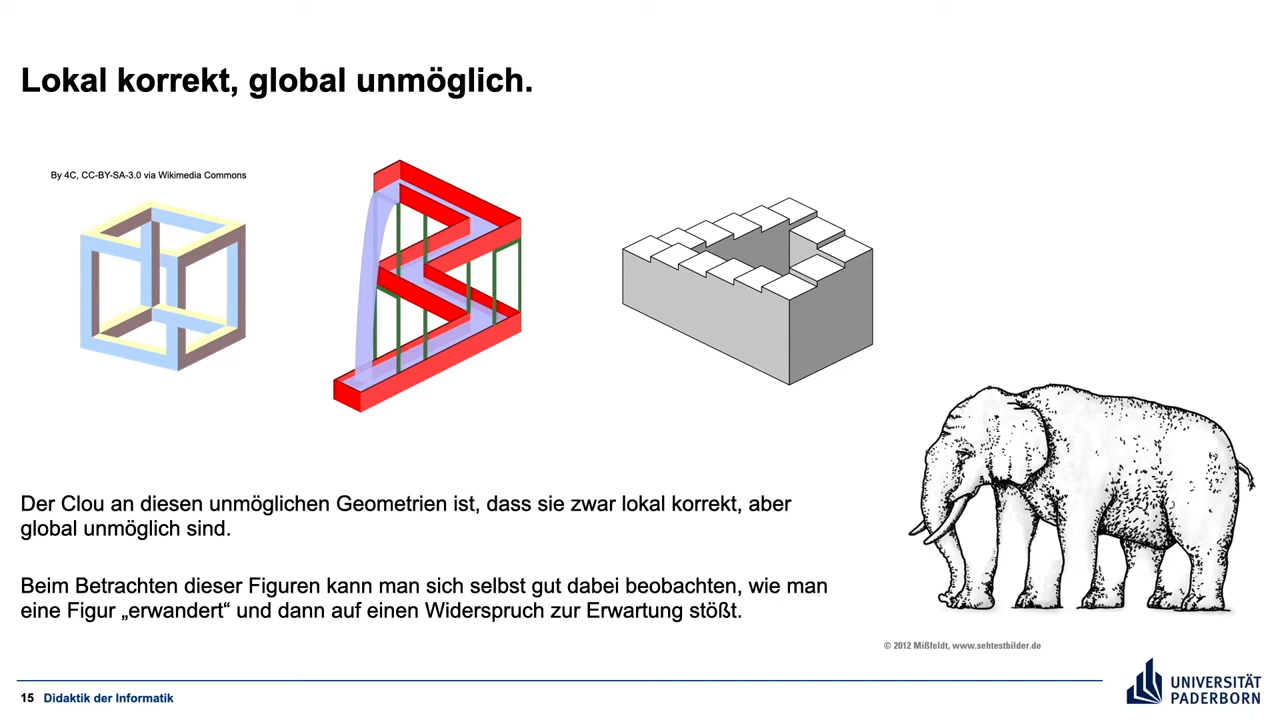 Lokal korrekt, global unmöglich.
By 4C, CC-BY-SA-3.0 via Wikimedia Commons
Der Clou an diesen unmöglichen Geometrien ist, dass sie zwar lokal korrekt, aber
global unmöglich sind.
Beim Betrachten dieser Figuren kann man sich selbst gut dabei beobachten, wie man
eine Figur „erwandert“ und dann auf einen Widerspruch zur Erwartung stößt.
© 2012 Mißfeldt, www.sehtestbilder.de
15 Didaktik der Informatik
UNIVERSITÄT
PADERBORN